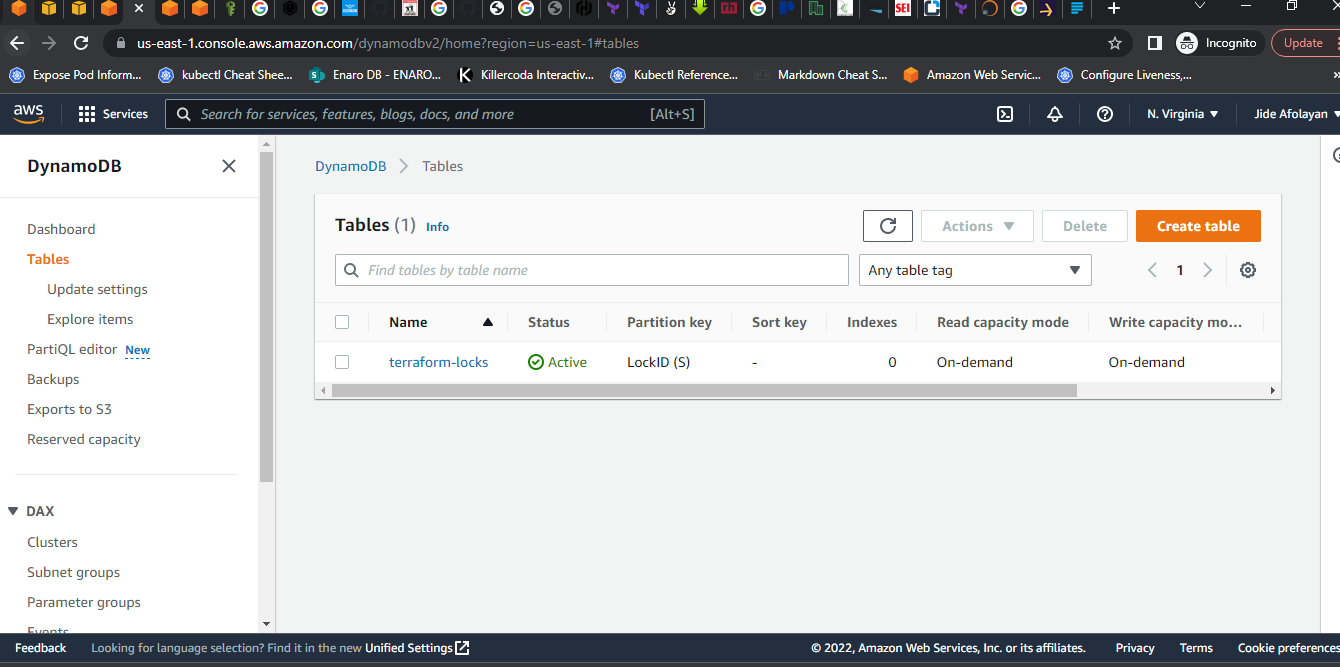 us-east-1.console.aws.amazon.com/dynamodbv2/home?region=us-east-1#tables
Incognito
Update
Expose Pod Inform...
kubectl Cheat Shee...
Enaro DB - ENARO...
Killercoda Interactiv...
Kubectl Reference...
Markdown Cheat S...
Amazon Web Servic...
Configure Liveness,...
aws
Services
Search for services, features, blogs, docs, and more
[Alt+S]
N. Virginia
Jide Afolayan
DynamoDB
Dashboard
Tables
Update settings
Explore items
PartiQL editor New
Backups
Exports to S3
Reserved capacity
DAX
Clusters
Subnet groups
Parameter groups
Events
DynamoDB
Tables
Tables (1) Info
Actions
Delete
Create table
Find tables by table name
Any table tag
1
Name
Status
Partition key
Sort key
Indexes
Read capacity mode
Write capacity mo...
terraform-locks
Active
LockID (S)
-
0
On-demand
On-demand
Feedback
Looking for language selection? Find it in the new Unified Settings
© 2022, Amazon Web Services, Inc. or its affiliates.
Privacy
Terms
Cookie preferences